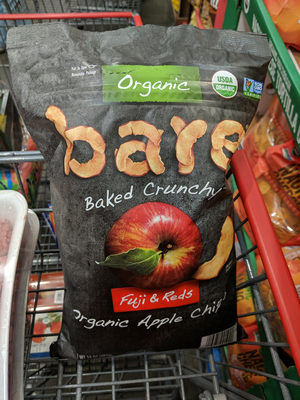 Organic
USDA
ORGANIC
bare
Baked Crunchy
Fuji & Reds
Organic Apple Chips